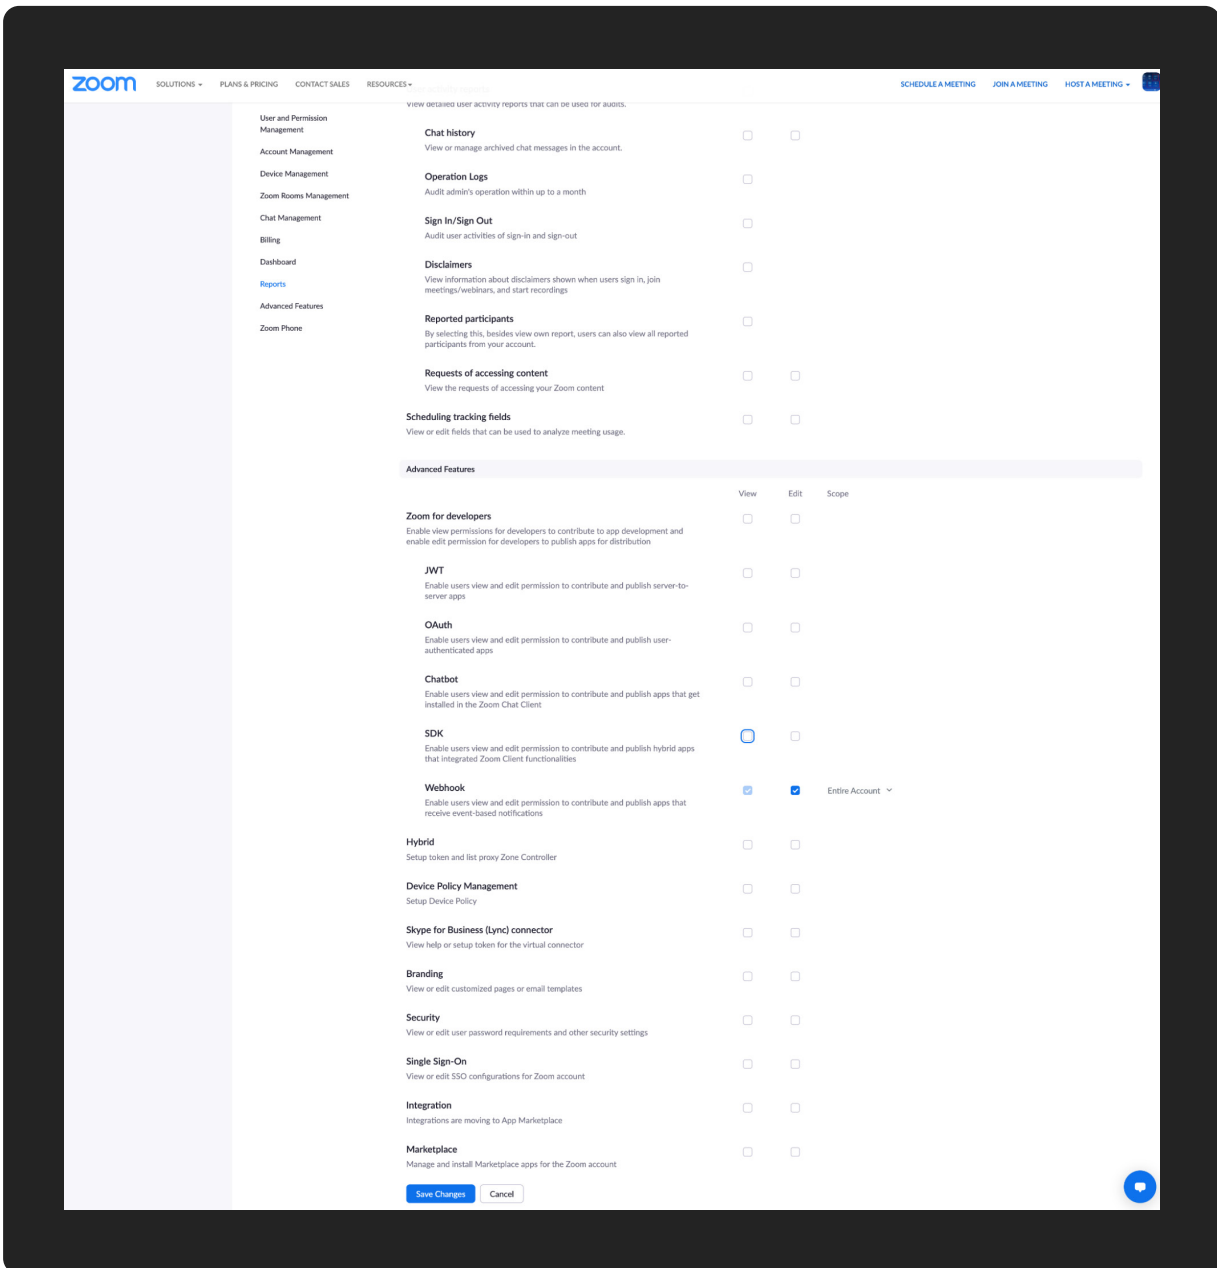 zoom
SOLUTIONS PLANS & PRICING CONTACT SALES RESOURCES SCHEDULE A MEETING JOIN A MEETING HOST A MEETING
View detailed user activity reports that can be used for audits.
User and Permission
Management
Account Management
Device Management
Zoom Rooms Management
Chat Management
Billing
Dashboard
Reports
Advanced Features
Zoom Phone
Chat history
View or manage archived chat messages in the account.
Operation Logs
Audit admin's operation within up to a month
Sign In/Sign Out
Audit user activities of sign-in and sign-out
Disclaimers
View information about disclaimers shown when users sign in, join
meetings/webinars, and start recordings
Reported participants
By selecting this, besides view own report, users can also view all reported
participants from your account.
Requests of accessing content
View the requests of accessing your Zoom content
Scheduling tracking fields
View or edit fields that can be used to analyze meeting usage.
Advanced Features
View Edit Scope
Zoom for developers
Enable view permissions for developers to contribute to app development and
enable edit permission for developers to publish apps for distribution
JWT
Enable users view and edit permission to contribute and publish server-to-
server apps
OAuth
Enable users view and edit permission to contribute and publish user-
authenticated apps
Chatbot
Enable users view and edit permission to contribute and publish apps that get
installed in the Zoom Chat Client
SDK
Enable users view and edit permission to contribute and publish hybrid apps
that integrated Zoom Client functionalities
Webhook
Entire Account
Enable users view and edit permission to contribute and publish apps that
receive event-based notifications
Hybrid
Setup token and list proxy Zone Controller
Device Policy Management
Setup Device Policy
Skype for Business (Lync) connector
View help or setup token for the virtual connector
Branding
View or edit customized pages or email templates
Security
View or edit user password requirements and other security settings
Single Sign-On
View or edit SSO configurations for Zoom account
Integration
Integrations are moving to App Marketplace
Marketplace
Manage and install Marketplace apps for the Zoom account
Save Changes Cancel